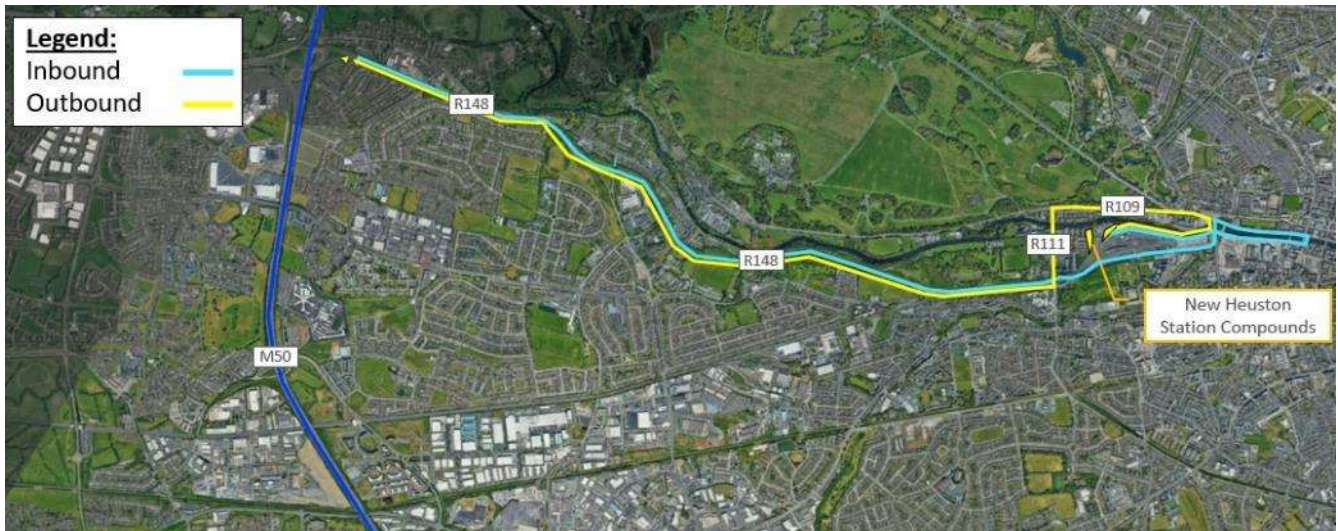 Legend:
Inbound
Outbound
R148
R109
R111
R148
New Heuston
Station Compounds
M50